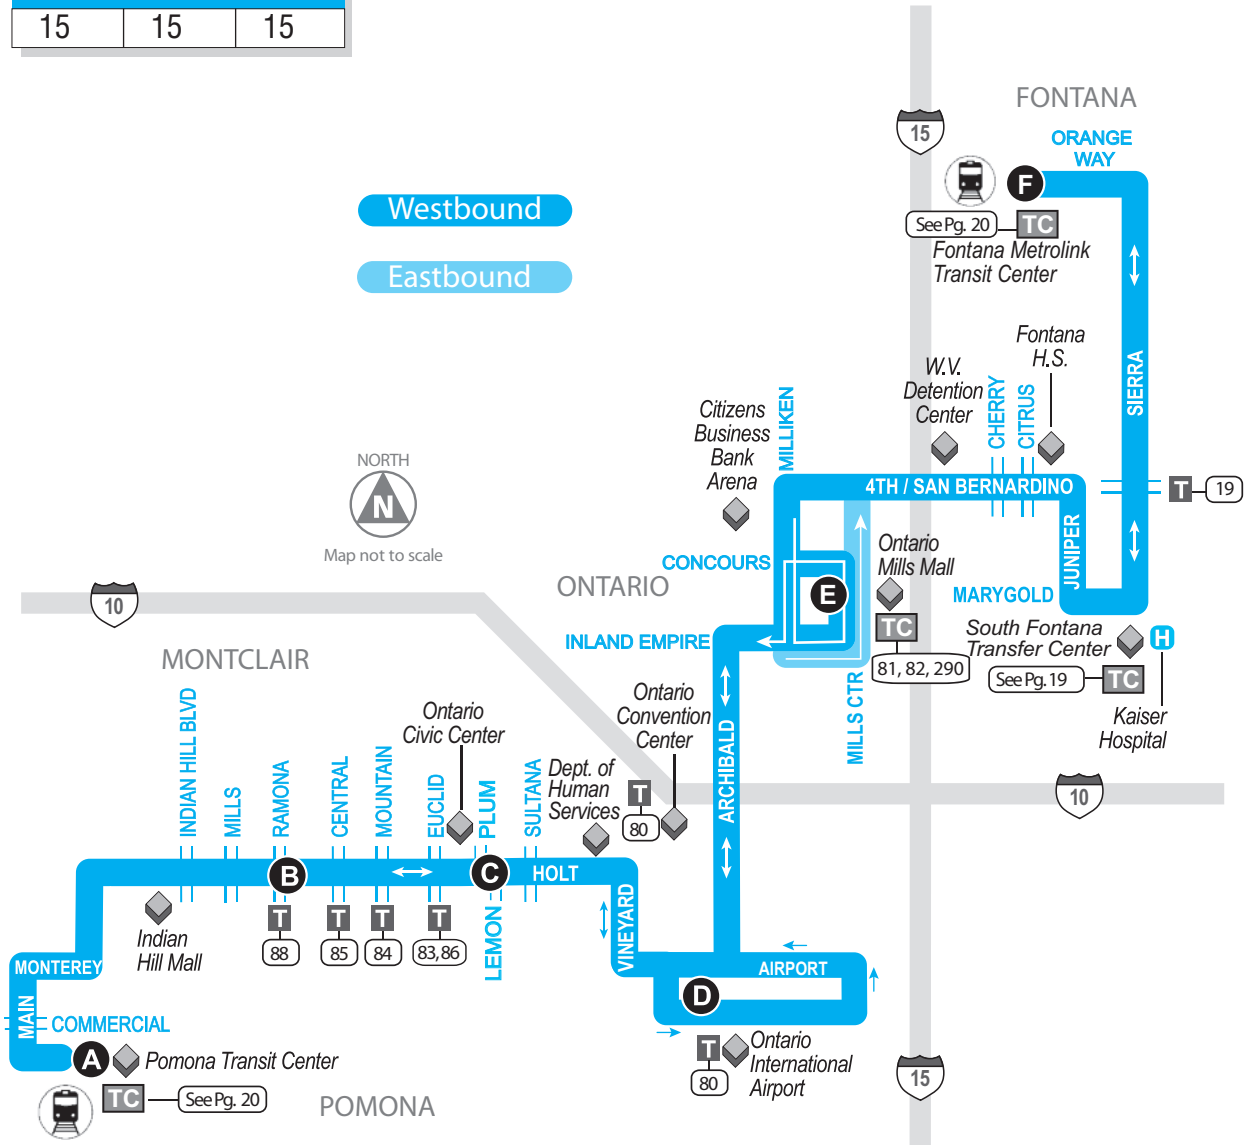 15 15 15
FONTANA
15
ORANGE
WAY
F
Westbound
See Pg. 20
TC
Fontana Metrolink
Transit Center
Eastbound
SIERRA
Fontana
H.S.
W.V.
Detention
Center
CHERRY
CITRUS
MILLIKEN
Citizens
Business
Bank
Arena
NORTH
N
Map not to scale
4TH / SAN BERNARDINO
T
19
JUNIPER
CONCOURS
Ontario
Mills Mall
ONTARIO
E
MARYGOLD
10
TC
81, 82, 290
INLAND EMPIRE
South Fontana
Transfer Center
H
See Pg. 19
TC
Kaiser
Hospital
MONTCLAIR
MILLS CTR
Ontario
Convention
Center
ARCHIBALD
Ontario
Civic Center
INDIAN HILL BLVD
MILLS
RAMONA
CENTRAL
MOUNTAIN
EUCLID
PLUM
SULTANA
Dept. of
Human
Services
T
80
10
B
C
HOLT
T
88
T
85
T
84
T
83, 86
LEMON
VINEYARD
Indian
Hill Mall
MONTEREY
AIRPORT
D
MAIN
COMMERCIAL
A
Pomona Transit Center
T
80
Ontario
International
Airport
15
TC
See Pg. 20
POMONA